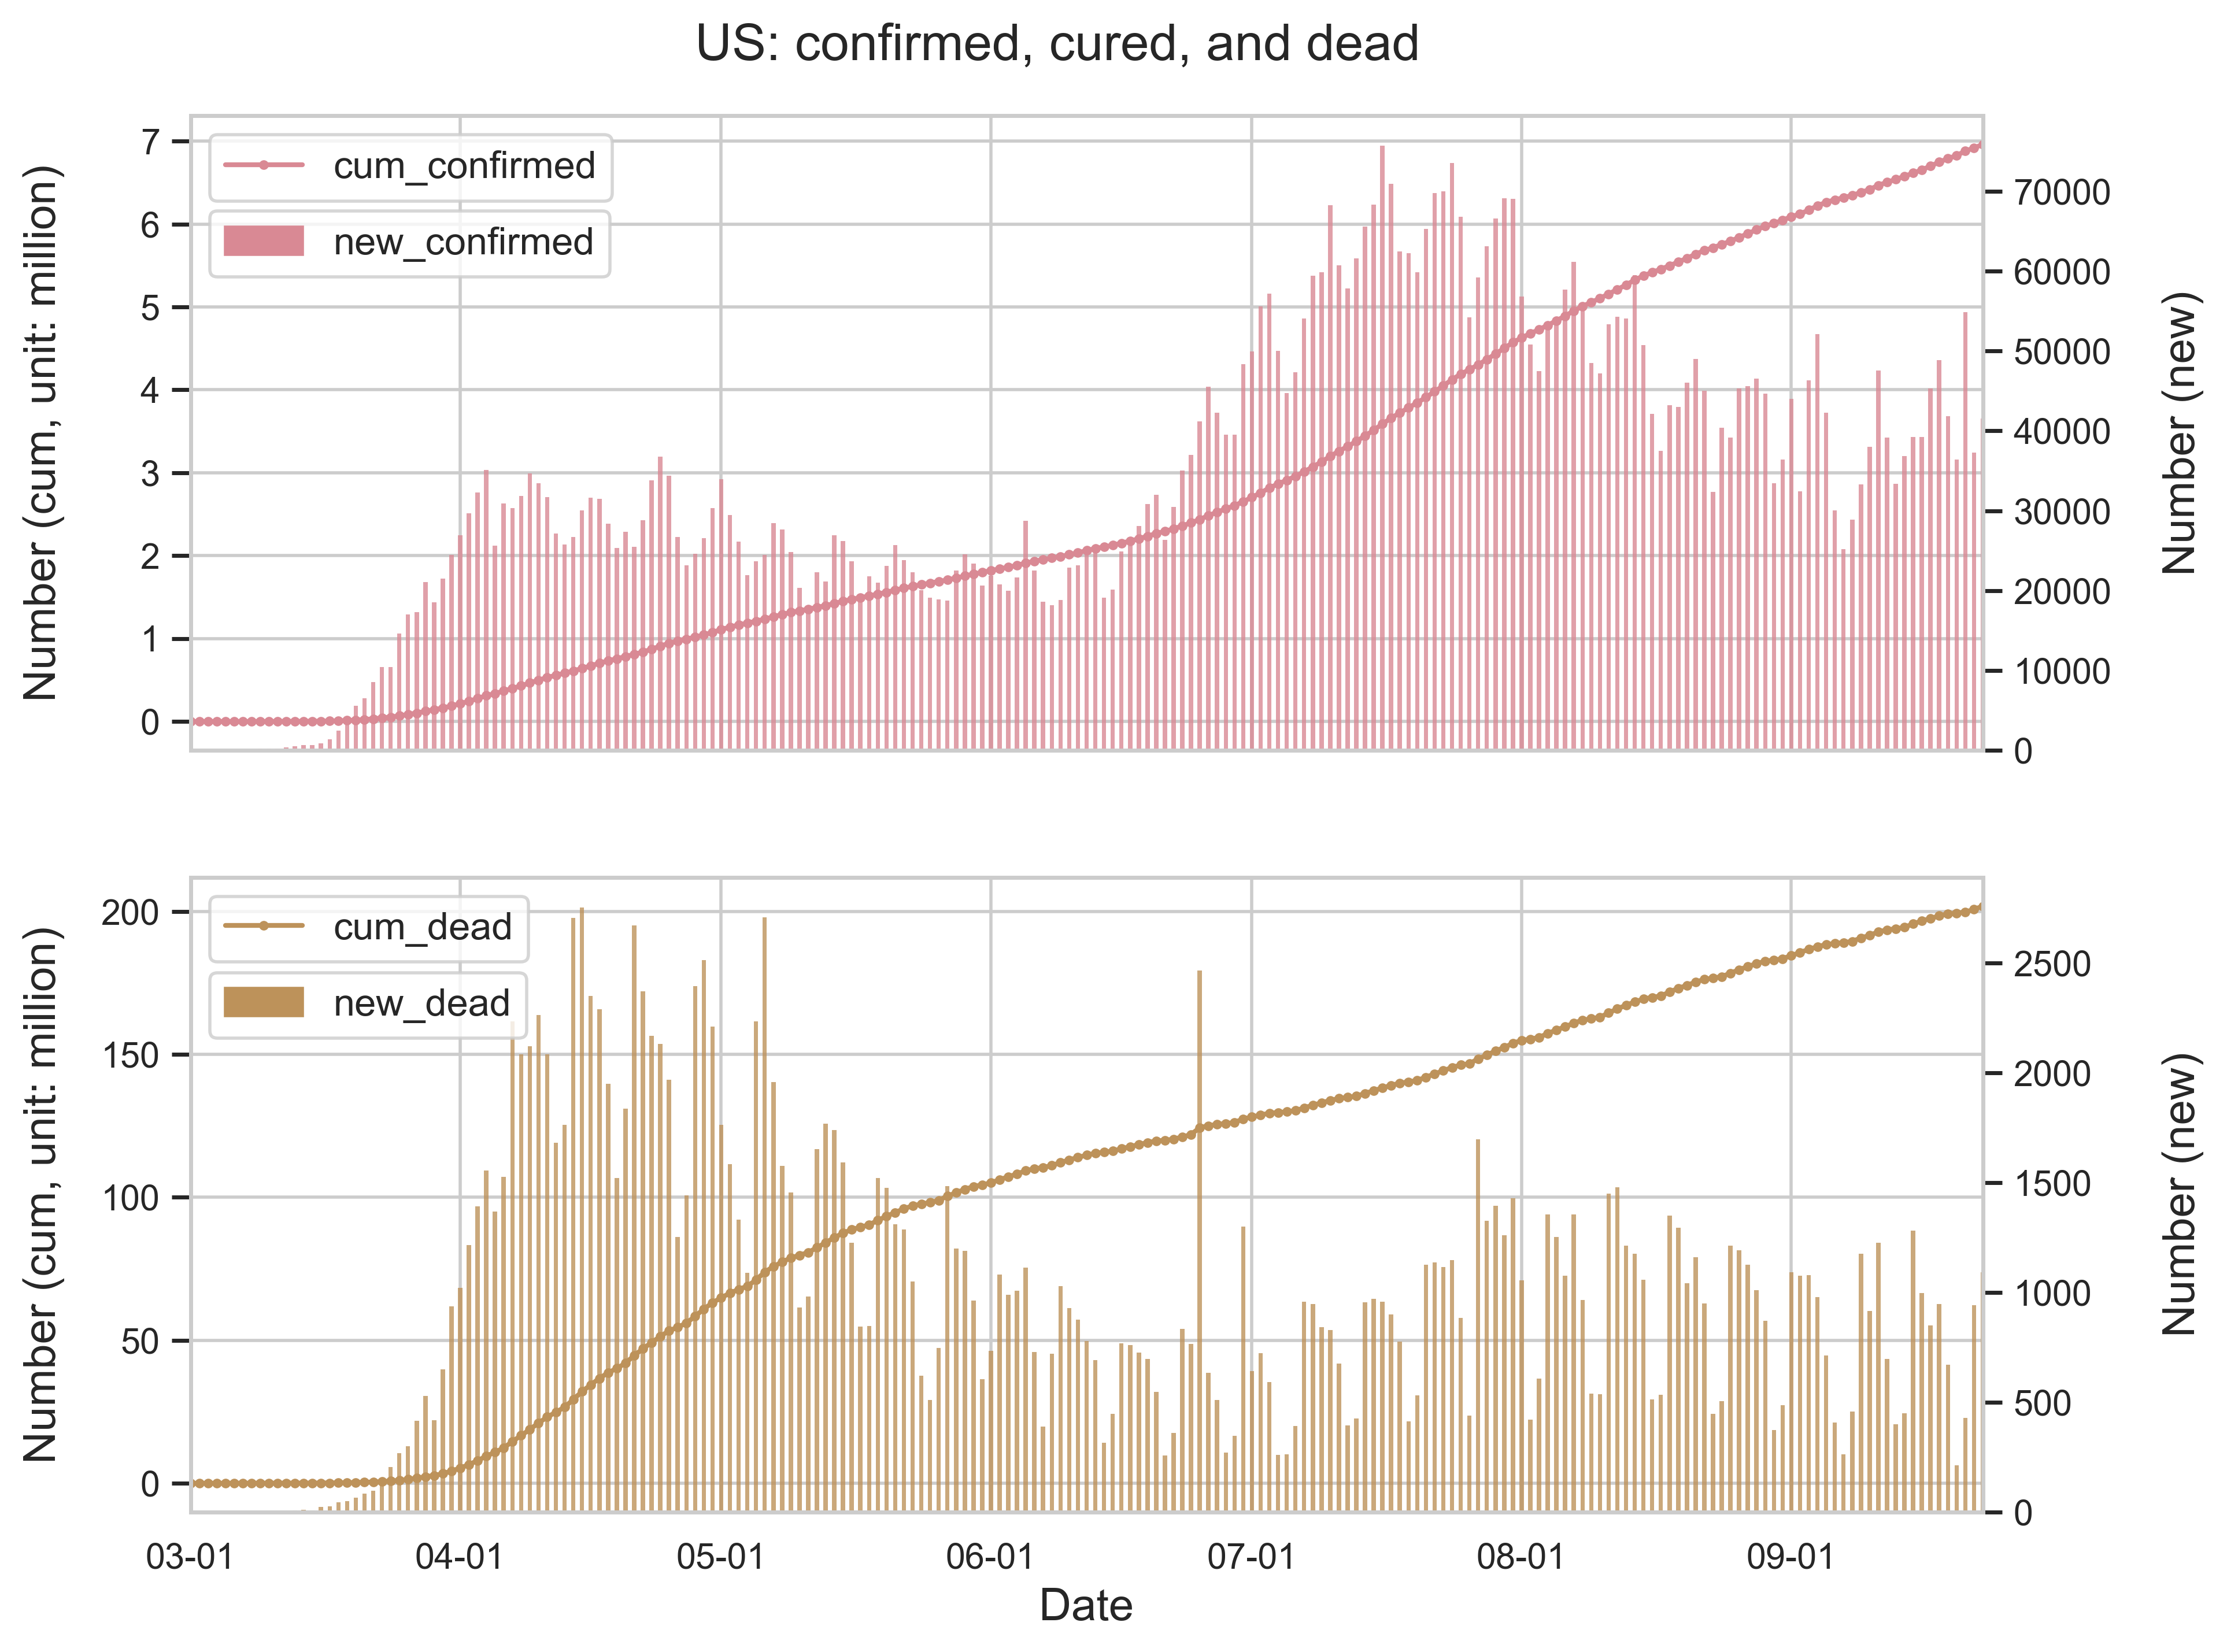 US: confirmed, cured, and dead
Number (cum, unit: million)
7
6
5
4
3
2
1
0
cum_confirmed
new_confirmed
70000
60000
50000
40000
30000
20000
10000
0
Number (new)
Number (cum, unit: million)
200
150
100
50
0
cum_dead
new_dead
2500
2000
1500
1000
500
0
Number (new)
03-01 04-01 05-01 06-01 07-01 08-01 09-01
Date